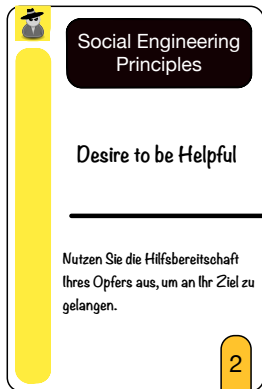 Social Engineering
Principles
Desire to be Helpful
Nutzen Sie die Hilfsbereitschaft
Ihres Opfers aus, um an Ihr Ziel zu
gelangen.
2